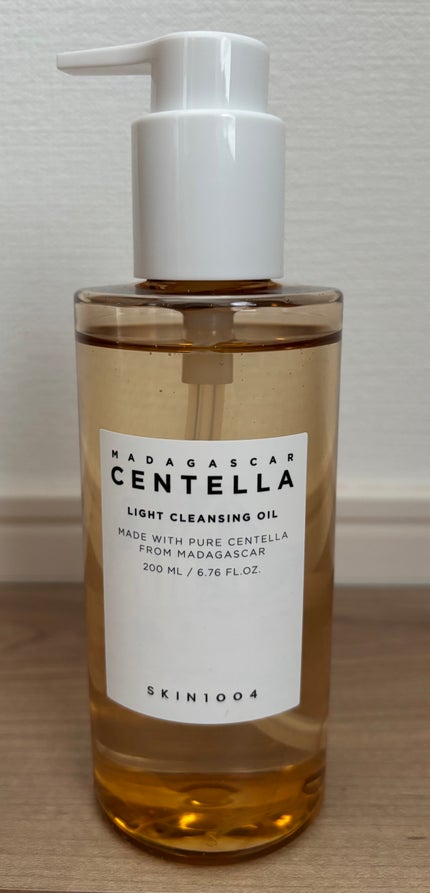 MADAGASCAR
CENTELLA
LIGHT CLEANSING OIL
MADE WITH PURE CENTELLA
FROM MADAGASCAR
200 ML / 6.76 FL.OZ.
SKIN1004